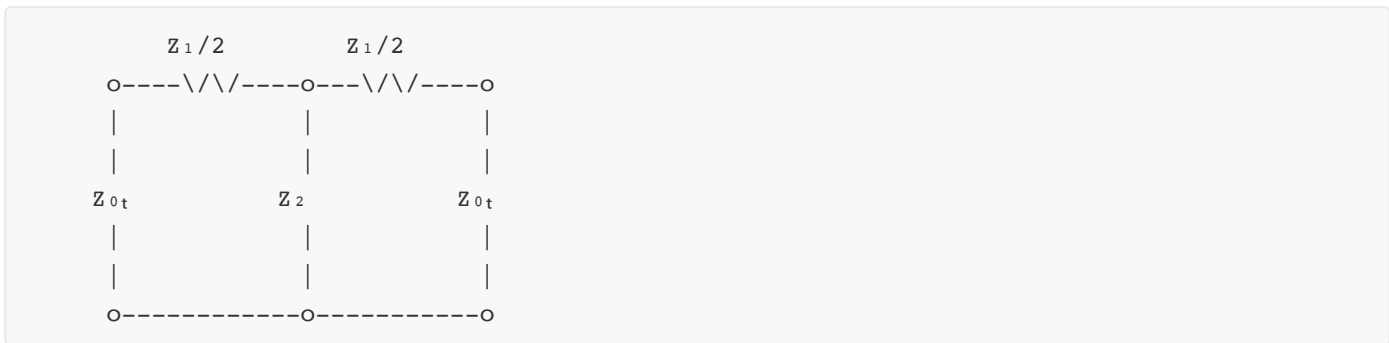 Z₁/2 Z₁/2
o----\/\/----o---\/\/----o
| | |
| | |
Z₀ₜ Z₂ Z₀ₜ
| | |
| | |
o------------o-----------o